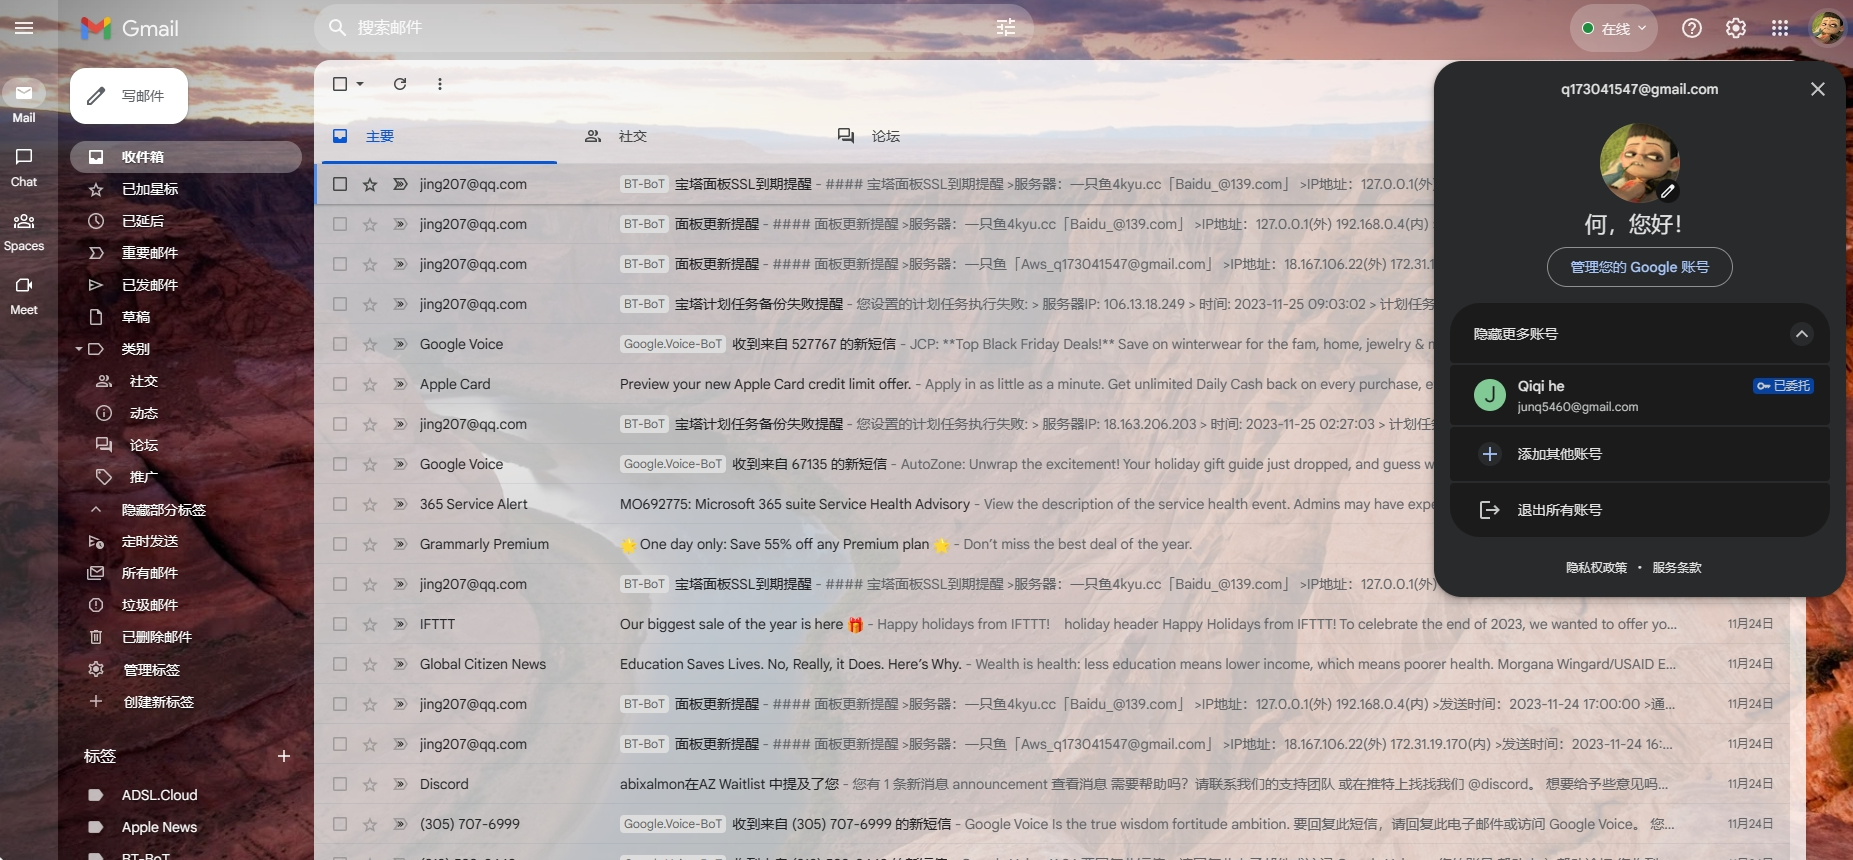 Gmail
搜索邮件
在线
Mail
Chat
Spaces
Meet
写邮件
收件箱
已加星标
已延后
重要邮件
已发邮件
草稿
类别
社交
动态
论坛
推广
隐藏部分标签
定时发送
所有邮件
垃圾邮件
已删除邮件
管理标签
创建新标签
标签
ADSL.Cloud
Apple News
BT-BoT
主要 社交 论坛
jing207@qq.com BT-BoT 宝塔面板SSL到期提醒 - #### 宝塔面板SSL到期提醒 >服务器：一只鱼4kyu.cc「Baidu_@139.com」 >IP地址：127.0.0.1(外)
jing207@qq.com BT-BoT 面板更新提醒 - #### 面板更新提醒 >服务器：一只鱼4kyu.cc「Baidu_@139.com」 >IP地址：127.0.0.1(外) 192.168.0.4(内)
jing207@qq.com BT-BoT 面板更新提醒 - #### 面板更新提醒 >服务器：一只鱼「Aws_q173041547@gmail.com」 >IP地址：18.167.106.22(外) 172.31.1
jing207@qq.com BT-BoT 宝塔计划任务备份失败提醒 - 您设置的计划任务执行失败: > 服务器IP: 106.13.18.249 > 时间: 2023-11-25 09:03:02 > 计划任务
Google Voice Google.Voice-BoT 收到来自 527767 的新短信 - JCP: **Top Black Friday Deals!** Save on winterwear for the fam, home, jewelry &
Apple Card Preview your new Apple Card credit limit offer. - Apply in as little as a minute. Get unlimited Daily Cash back on every purchase,
jing207@qq.com BT-BoT 宝塔计划任务备份失败提醒 - 您设置的计划任务执行失败: > 服务器IP: 18.163.206.203 > 时间: 2023-11-25 02:27:03 > 计划任
Google Voice Google.Voice-BoT 收到来自 67135 的新短信 - AutoZone: Unwrap the excitement! Your holiday gift guide just dropped, and guess
365 Service Alert MO692775: Microsoft 365 suite Service Health Advisory - View the description of the service health event. Admins may have
Grammarly Premium 🌟 One day only: Save 55% off any Premium plan 🌟 - Don't miss the best deal of the year.
jing207@qq.com BT-BoT 宝塔面板SSL到期提醒 - #### 宝塔面板SSL到期提醒 >服务器：一只鱼4kyu.cc「Baidu_@139.com」 >IP地址：127.0.0.1(外)
IFTTT Our biggest sale of the year is here 🎁 - Happy holidays from IFTTT! holiday header Happy Holidays from IFTTT! To celebrate the end of 2023, we wanted to offer yo... 11月24日
Global Citizen News Education Saves Lives. No, Really, it Does. Here's Why. - Wealth is health: less education means lower income, which means poorer health. Morgana Wingard/USAID E... 11月24日
jing207@qq.com BT-BoT 面板更新提醒 - #### 面板更新提醒 >服务器：一只鱼4kyu.cc「Baidu_@139.com」 >IP地址：127.0.0.1(外) 192.168.0.4(内) >发送时间：2023-11-24 17:00:00 >通... 11月24日
jing207@qq.com BT-BoT 面板更新提醒 - #### 面板更新提醒 >服务器：一只鱼「Aws_q173041547@gmail.com」 >IP地址：18.167.106.22(外) 172.31.19.170(内) >发送时间：2023-11-24 16:... 11月24日
Discord abixalmon在AZ Waitlist 中提及了您 - 您有 1 条新消息 announcement 查看消息 需要帮助吗？请联系我们的支持团队 或在推特上找找我们 @discord。 想要给予些意见吗... 11月24日
(305) 707-6999 Google.Voice-BoT 收到来自 (305) 707-6999 的新短信 - Google Voice Is the true wisdom fortitude ambition. 要回复此短信，请回复此电子邮件或访问 Google Voice。 您... 11月24日
q173041547@gmail.com
何，您好！
管理您的 Google 账号
隐藏更多账号
J
Qiqi he 已委托
junq5460@gmail.com
添加其他账号
退出所有账号
隐私权政策 • 服务条款